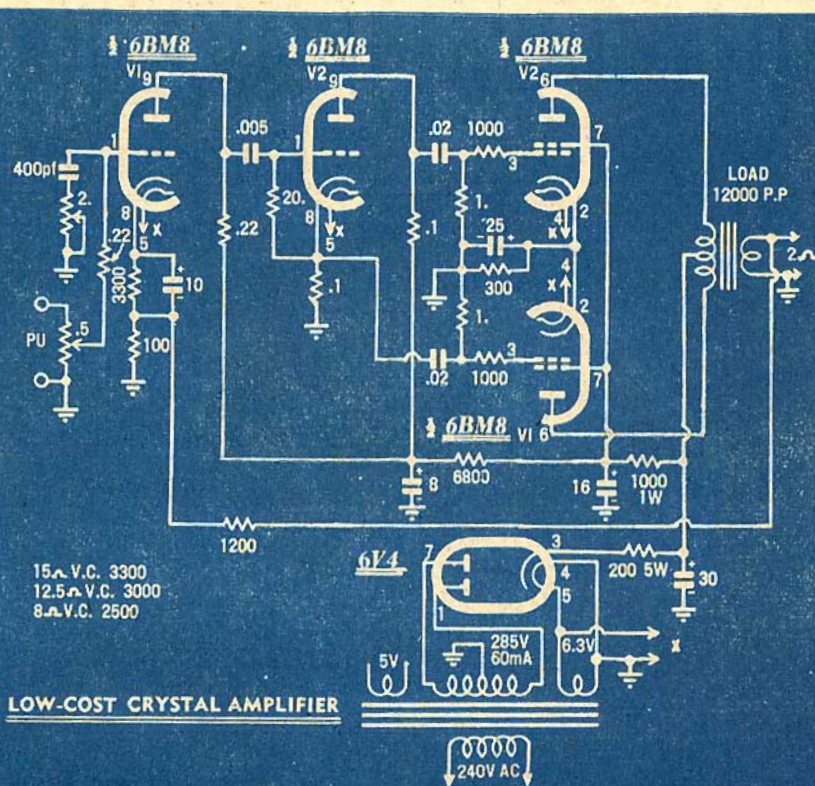 ½ 6BM8
½ 6BM8
½ 6BM8
V1 9
V2 9
V2 6
.005
.02
1000
7
1
1
3
400pf
LOAD
12000 P.P
2.
20.
1.
8
X
5
.22
8
X
5
.1
25
4
2
.22
3300
10
300
4
X
2Ω
.1
2
PU
.5
100
1.
3
.02
1000
7
½ 6BM8
V1 6
8
6800
16
1000
1W
1200
6V4
7
3
4
200 5W
30
15Ω V.C. 3300
12.5Ω V.C. 3000
8Ω V.C. 2500
1
5
5V
285V
60mA
6.3V
X
LOW-COST CRYSTAL AMPLIFIER
240V AC